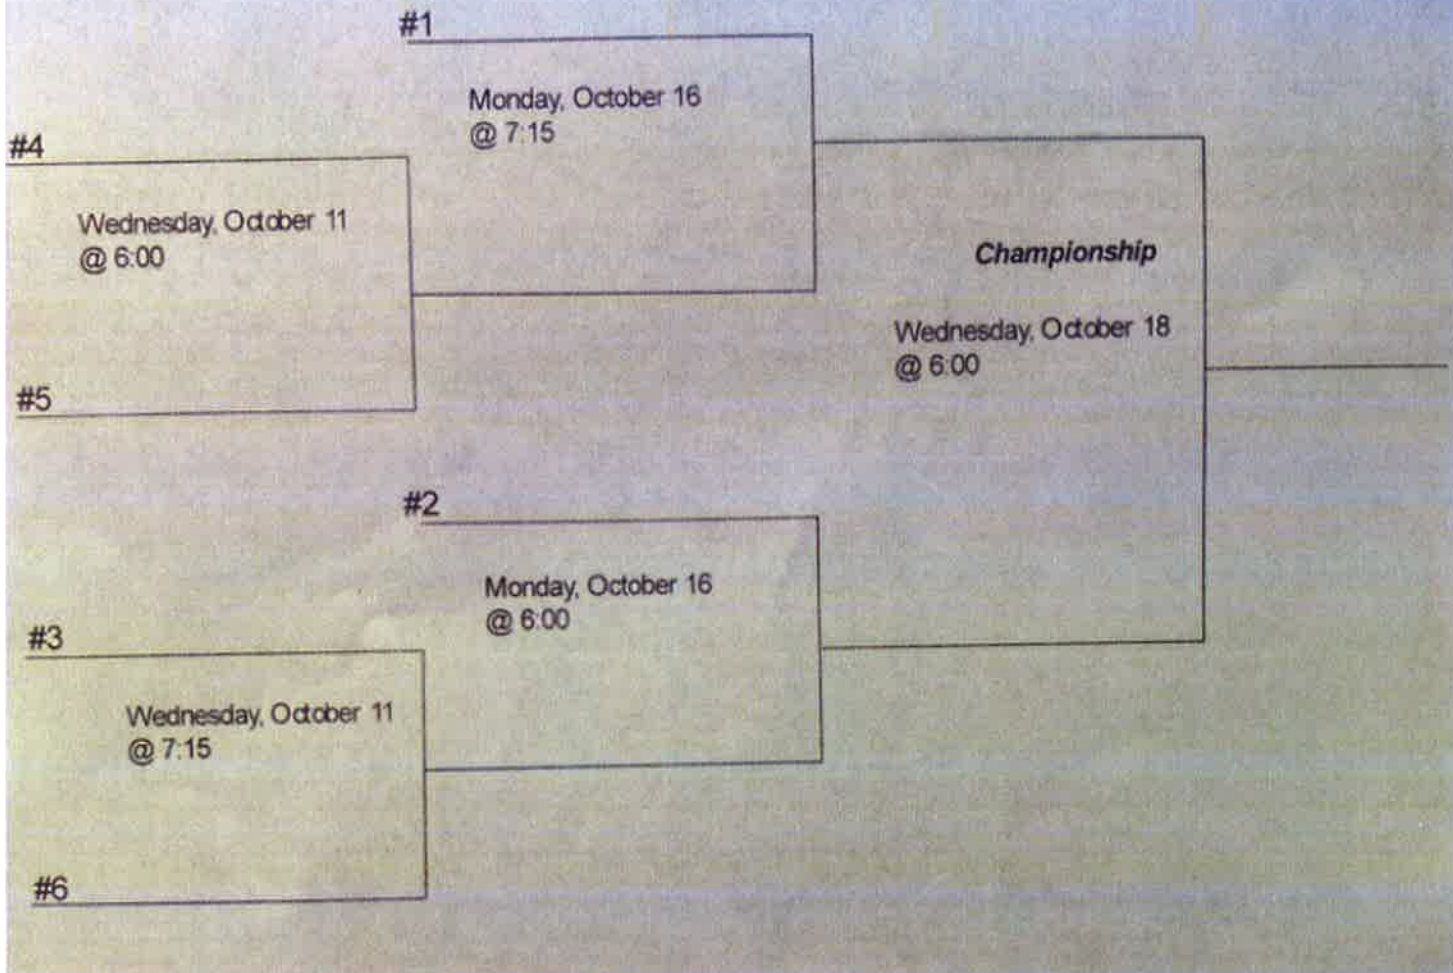 #1
Monday, October 16
@ 7:15
#4
Wednesday, October 11
@ 6:00
#5
Championship
Wednesday, October 18
@ 6:00
#2
Monday, October 16
@ 6:00
#3
Wednesday, October 11
@ 7:15
#6